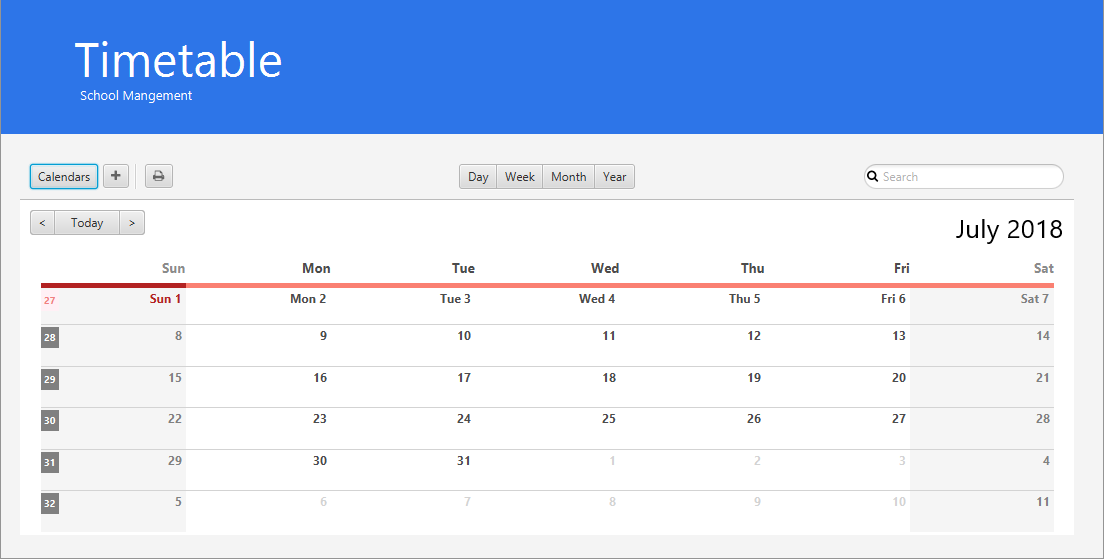 Timetable
School Mangement
Calendars + Day Week Month Year Search
< Today > July 2018
Sun Mon Tue Wed Thu Fri Sat
27 Sun 1 Mon 2 Tue 3 Wed 4 Thu 5 Fri 6 Sat 7
28 8 9 10 11 12 13 14
29 15 16 17 18 19 20 21
30 22 23 24 25 26 27 28
31 29 30 31 1 2 3 4
32 5 6 7 8 9 10 11